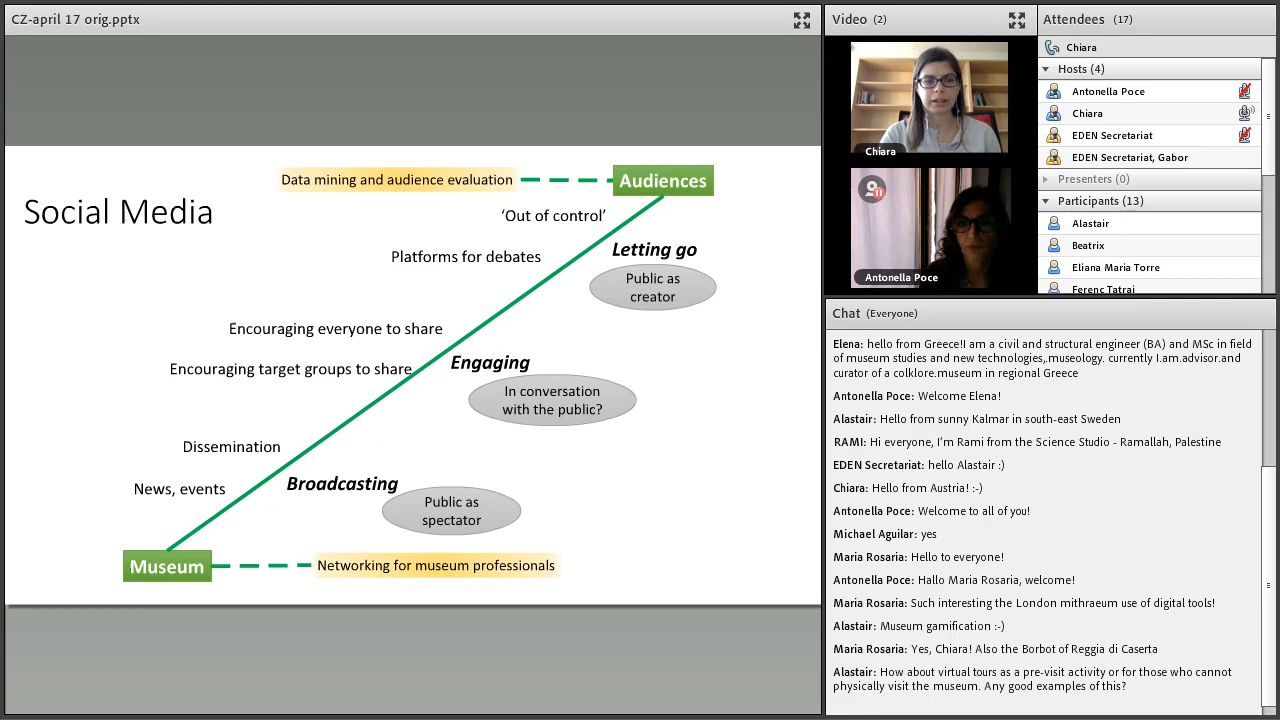 CZ-april 17 orig.pptx
Social Media
Data mining and audience evaluation
Audiences
‘Out of control’
Letting go
Platforms for debates
Public as
creator
Encouraging everyone to share
Engaging
Encouraging target groups to share
In conversation
with the public?
Dissemination
Broadcasting
News, events
Public as
spectator
Museum
Networking for museum professionals
Video (2)
Chiara
Antonella Poce
Attendees (17)
Chiara
Hosts (4)
Antonella Poce
Chiara
EDEN Secretariat
EDEN Secretariat, Gabor
Presenters (0)
Participants (13)
Alastair
Beatrix
Eliana Maria Torre
Ferenc Tatrai
Chat (Everyone)
Elena: hello from Greece!I am a civil and structural engineer (BA) and MSc in field
of museum studies and new technologies,.museology. currently I.am.advisor and
curator of a colklore.museum in regional Greece
Antonella Poce: Welcome Elena!
Alastair: Hello from sunny Kalmar in south-east Sweden
RAMI: Hi everyone, I'm Rami from the Science Studio - Ramallah, Palestine
EDEN Secretariat: hello Alastair :)
Chiara: Hello from Austria! :-)
Antonella Poce: Welcome to all of you!
Michael Aguilar: yes
Maria Rosaria: Hello to everyone!
Antonella Poce: Hallo Maria Rosaria, welcome!
Maria Rosaria: Such interesting the London mithraeum use of digital tools!
Alastair: Museum gamification :-)
Maria Rosaria: Yes, Chiara! Also the Borbot of Reggia di Caserta
Alastair: How about virtual tours as a pre-visit activity or for those who cannot
physically visit the museum. Any good examples of this?